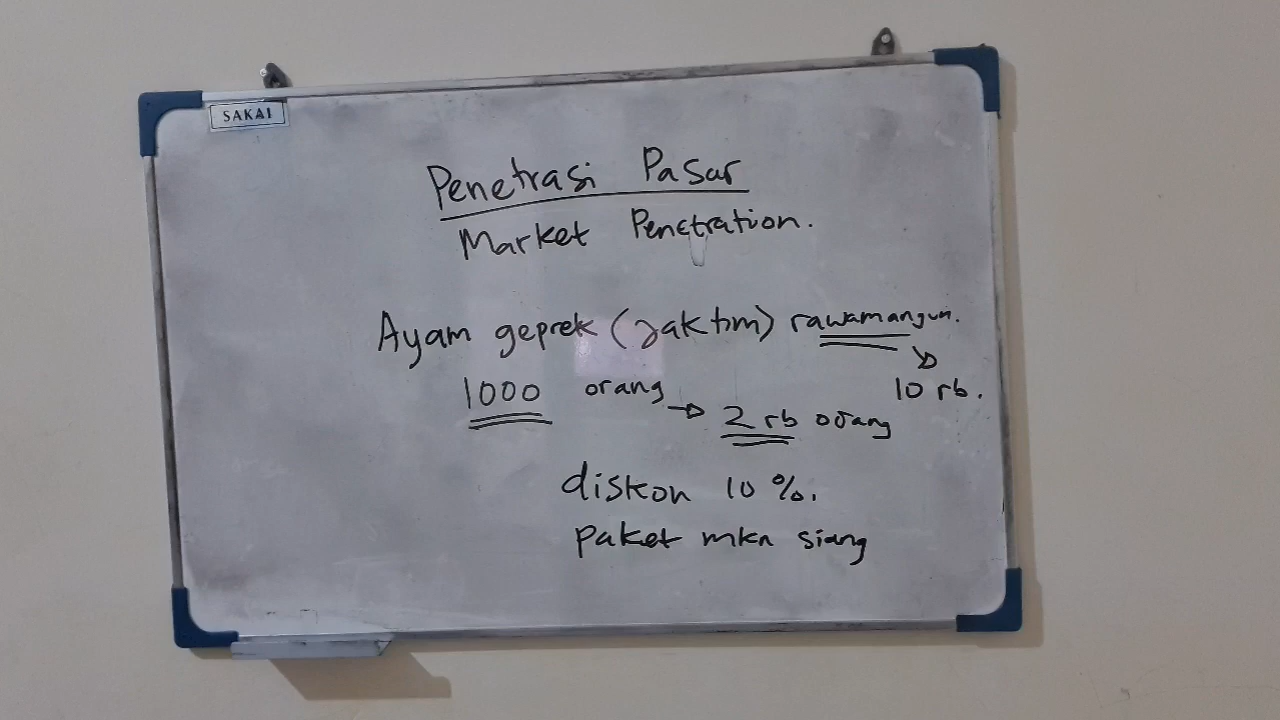 SAKAI
Penetrasi Pasar
Market Penetration.
Ayam geprek (Jaktim) rawamangun.
→ 10 rb.
1000 orang → 2 rb orang
diskon 10 %.
paket mkn siang